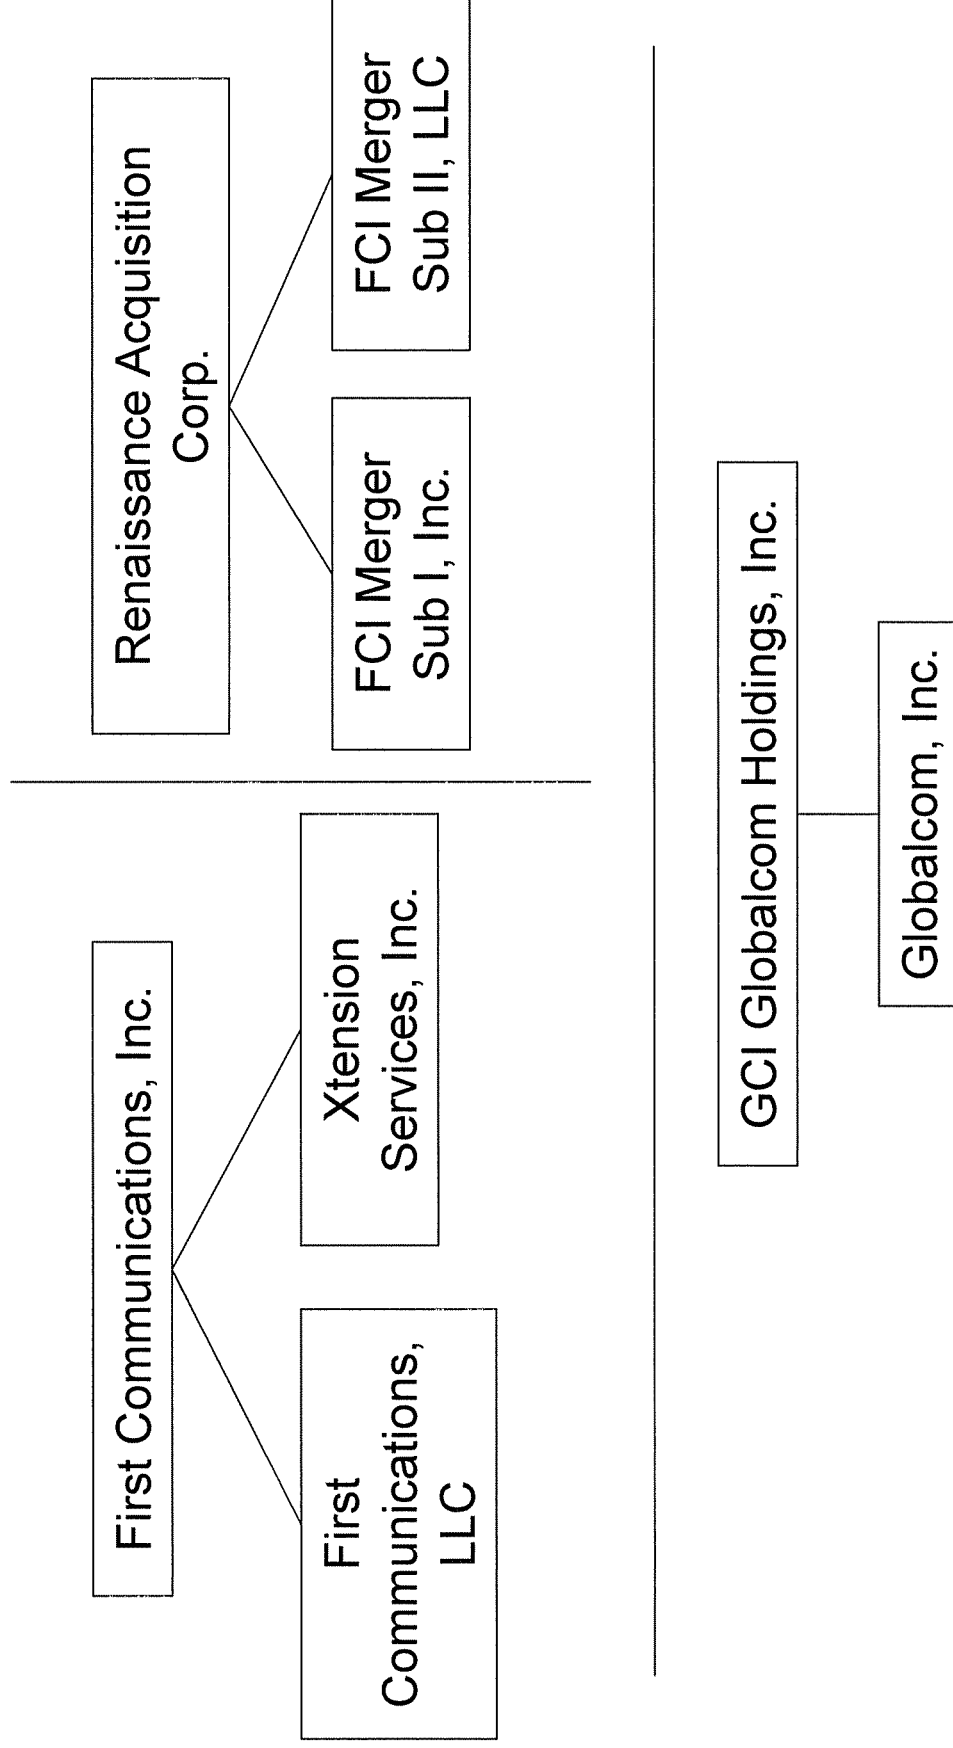 First Communications, Inc.
First
Communications,
LLC
Xtension
Services, Inc.
Renaissance Acquisition
Corp.
FCI Merger
Sub I, Inc.
FCI Merger
Sub II, LLC
GCI Globalcom Holdings, Inc.
Globalcom, Inc.